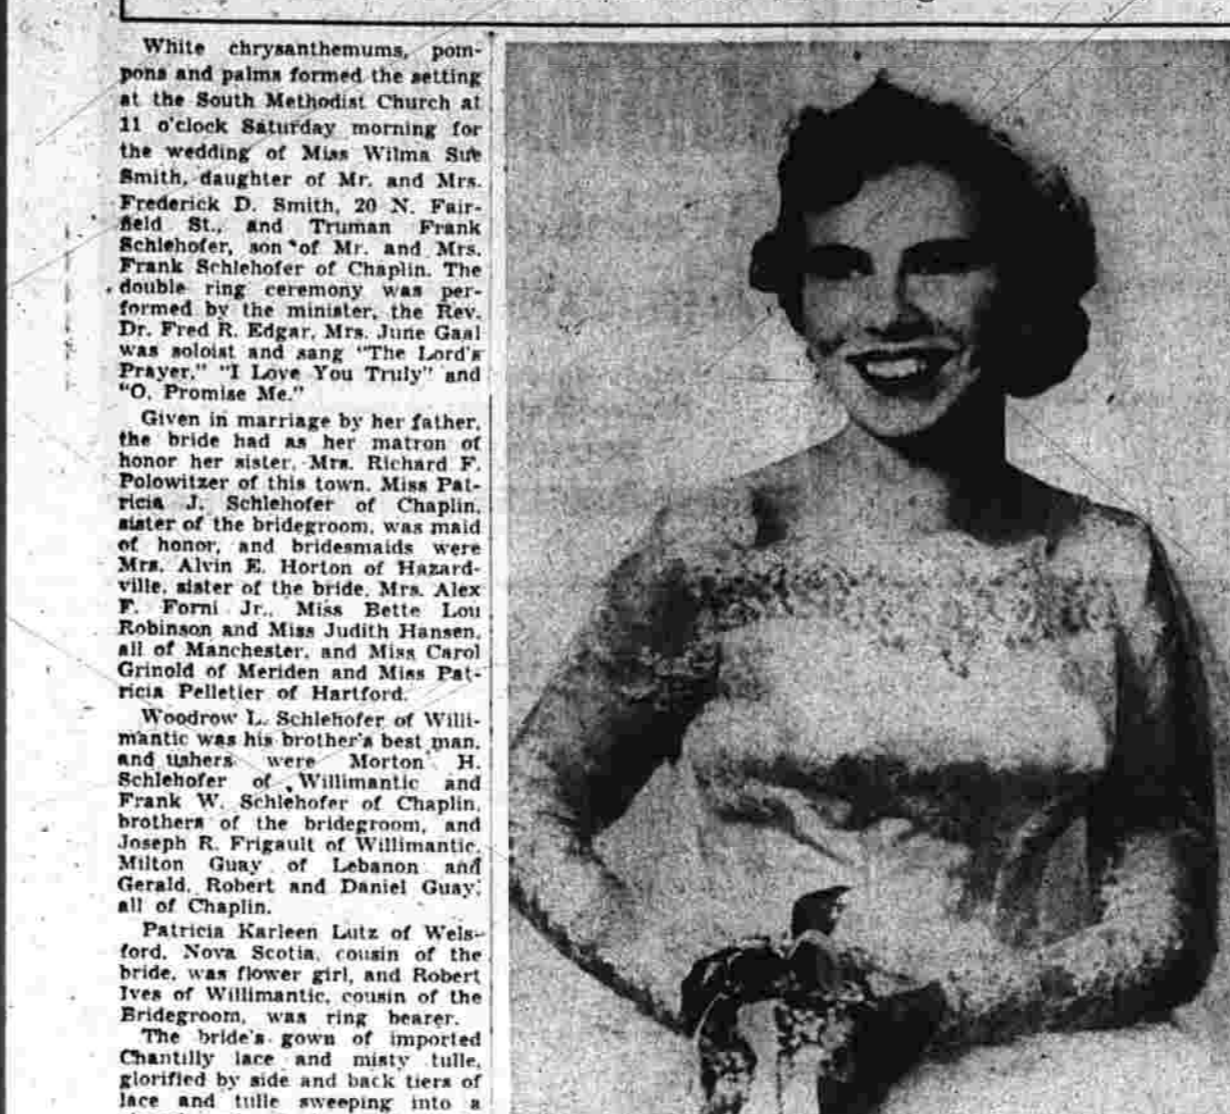 White chrysanthemums, pom-
pons and palms formed the setting
at the South Methodist Church at
11 o'clock Saturday morning for
the wedding of Miss Wilma Sue
Smith, daughter of Mr. and Mrs.
Frederick D. Smith, 20 N. Fair-
field St., and Truman Frank
Schlehofer, son of Mr. and Mrs.
Frank Schlehofer of Chaplin. The
double ring ceremony was per-
formed by the minister, the Rev.
Dr. Fred R. Edgar. Mrs. June Gaal
was soloist and sang "The Lord's
Prayer," "I Love You Truly" and
"O, Promise Me."
Given in marriage by her father,
the bride had as her matron of
honor her sister, Mrs. Richard F.
Polowitzer of this town. Miss Pat-
ricia J. Schlehofer of Chaplin,
sister of the bridegroom, was maid
of honor, and bridesmaids were
Mrs. Alvin E. Horton of Hazard-
ville, sister of the bride, Mrs. Alex
F. Forni Jr., Miss Bette Lou
Robinson and Miss Judith Hansen,
all of Manchester, and Miss Carol
Grinold of Meriden and Miss Pat-
ricia Pelletier of Hartford.
Woodrow L. Schlehofer of Willi-
mantic was his brother's best man,
and ushers were Morton H.
Schlehofer of Willimantic and
Frank W. Schlehofer of Chaplin,
brothers of the bridegroom, and
Joseph R. Frigault of Willimantic,
Milton Guay of Lebanon and
Gerald, Robert and Daniel Guay,
all of Chaplin.
Patricia Karleen Lutz of Wels-
ford, Nova Scotia, cousin of the
bride, was flower girl, and Robert
Ives of Willimantic, cousin of the
Bridegroom, was ring bearer.
The bride's gown of imported
Chantilly lace and misty tulle,
glorified by side and back tiers of
lace and tulle sweeping into a